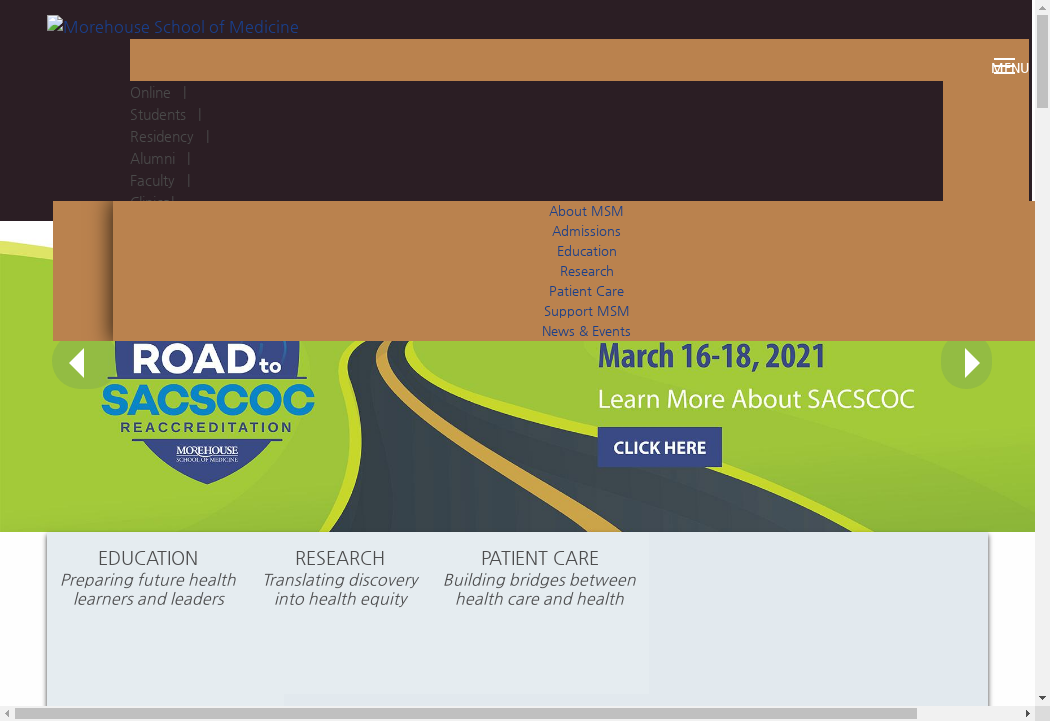 Morehouse School of Medicine
MENU
Online |
Students |
Residency |
Alumni |
Faculty |
About MSM
Admissions
Education
Research
Patient Care
Support MSM
News & Events
ROAD to
SACSCOC
REACCREDITATION
MOREHOUSE
SCHOOL OF MEDICINE
March 16-18, 2021
Learn More About SACSCOC
CLICK HERE
EDUCATION
Preparing future health
learners and leaders
RESEARCH
Translating discovery
into health equity
PATIENT CARE
Building bridges between
health care and health